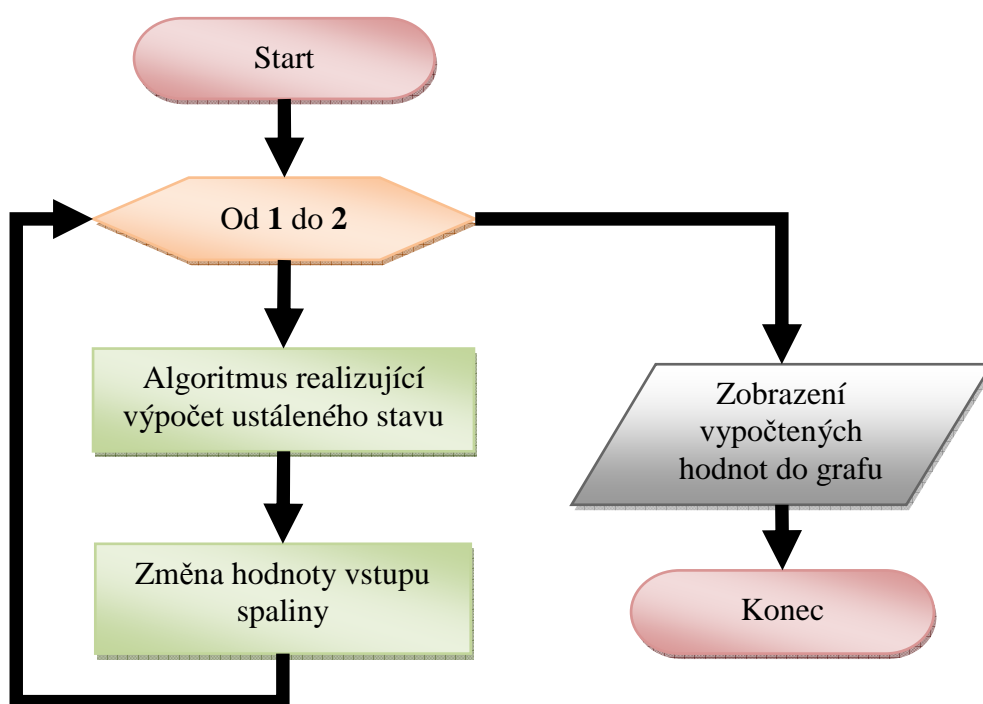 Start
Od 1 do 2
Algoritmus realizující
výpočet ustáleného stavu
Změna hodnoty vstupu
spaliny
Zobrazení
vypočtených
hodnot do grafu
Konec